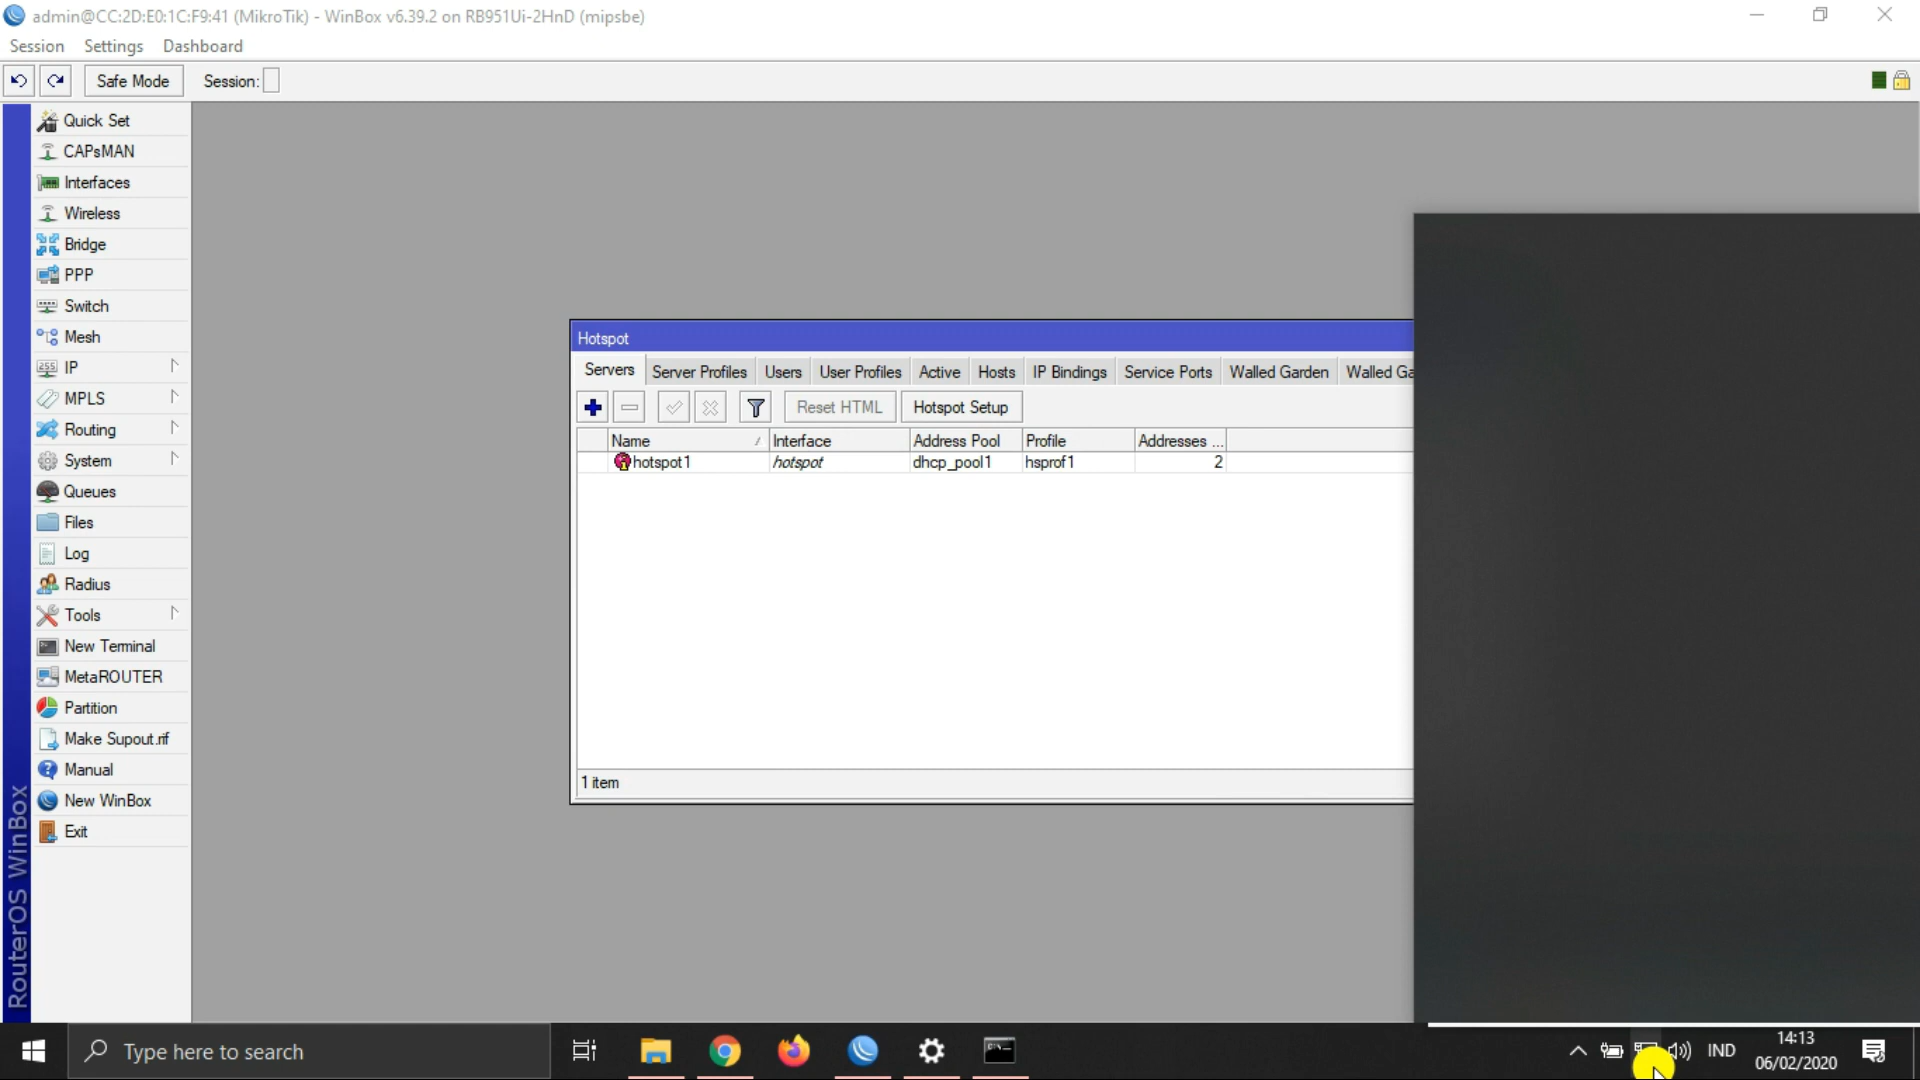 admin@CC:2D:E0:1C:F9:41 (MikroTik) - WinBox v6.39.2 on RB951Ui-2HnD (mipsbe)
Session Settings Dashboard
Safe Mode Session:
Quick Set
CAPsMAN
Interfaces
Wireless
Bridge
PPP
Switch
Mesh
IP
MPLS
Routing
System
Queues
Files
Log
Radius
Tools
New Terminal
MetaROUTER
Partition
Make Supout.rif
Manual
New WinBox
Exit
RouterOS WinBox
Hotspot
Servers Server Profiles Users User Profiles Active Hosts IP Bindings Service Ports Walled Garden Walled Ga
Reset HTML Hotspot Setup
Name Interface Address Pool Profile Addresses ...
hotspot1 hotspot dhcp_pool1 hsprof1 2
1 item
Type here to search
IND
14:13
06/02/2020